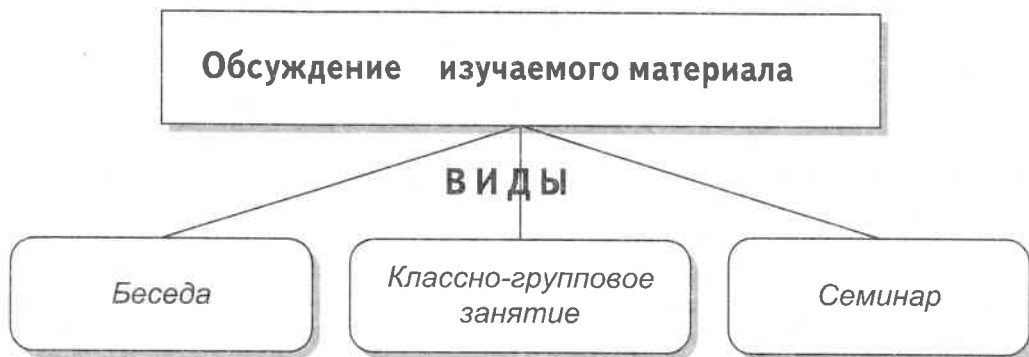 Обсуждение изучаемого материала
ВИДЫ
Беседа
Классно-групповое
занятие
Семинар